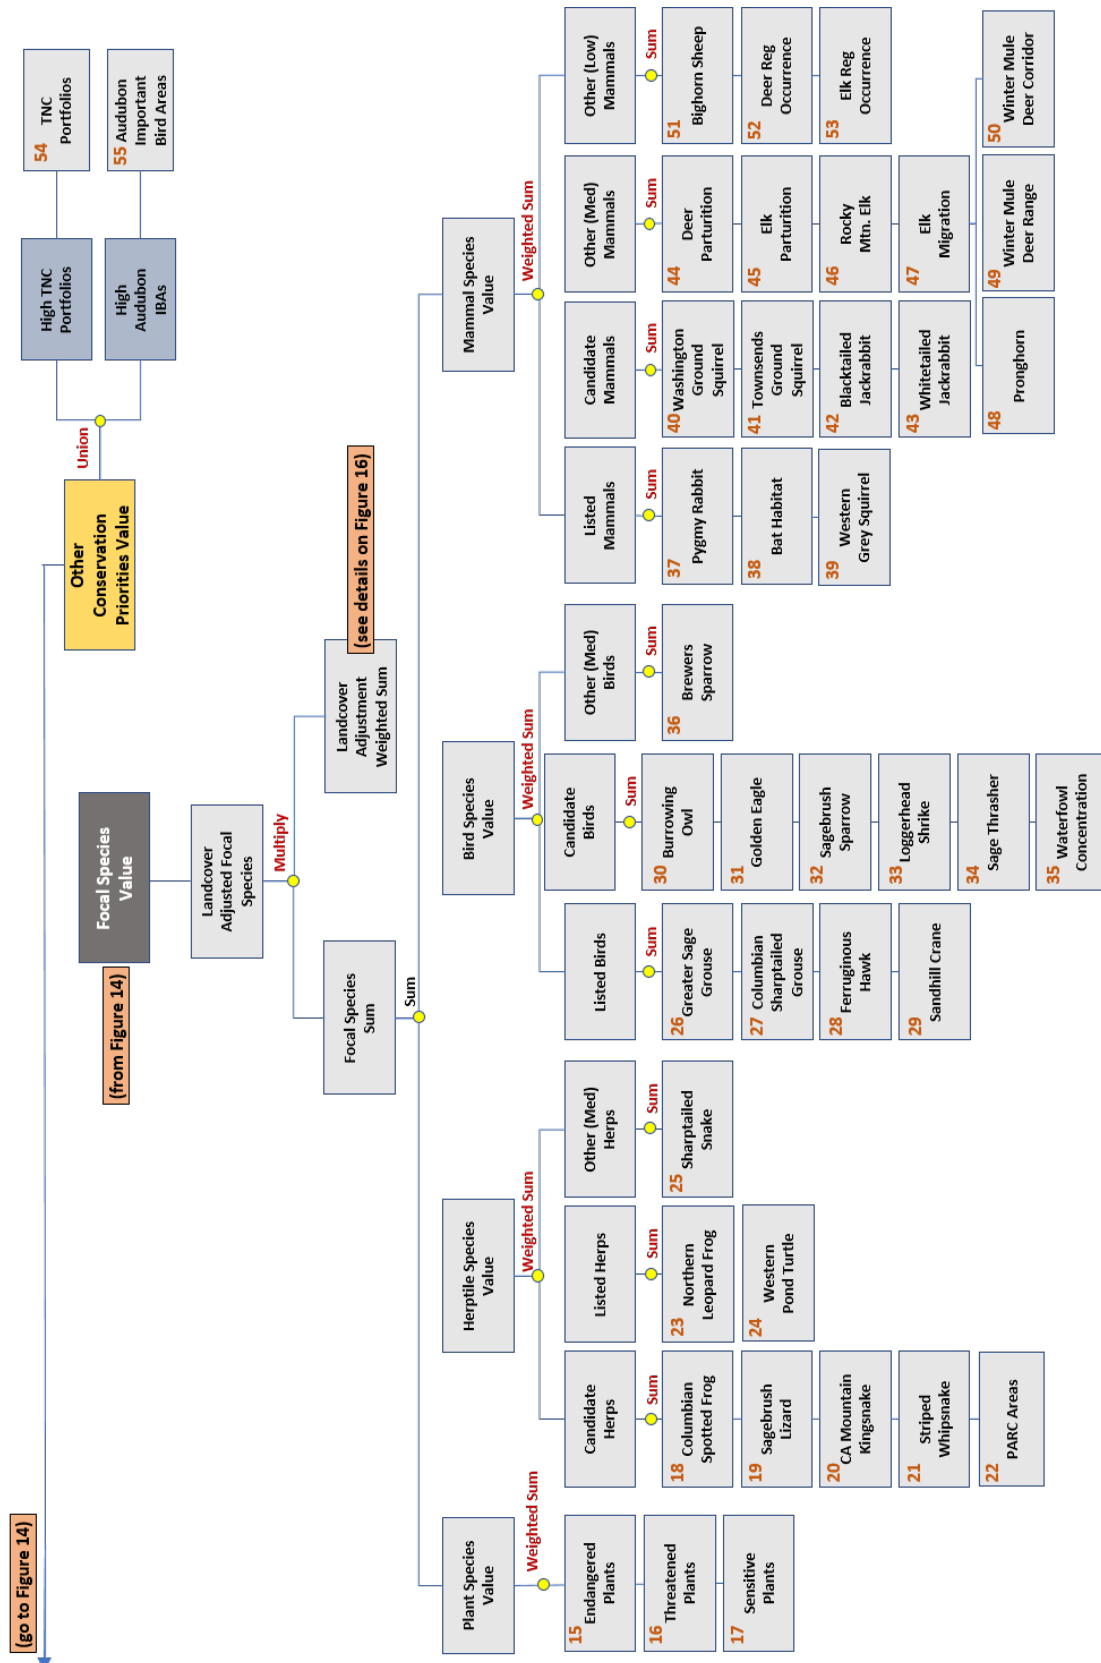 (go to Figure 14)
Other
Conservation
Priorities Value
Union
High TNC
Portfolios
54 TNC
Portfolios
High
Audubon
IBAs
55 Audubon
Important
Bird Areas
(from Figure 14)
Focal Species
Value
Landcover
Adjusted Focal
Species
Multiply
Focal Species
Sum
Landcover
Adjustment
Weighted Sum
(see details on Figure 16)
Sum
Plant Species
Value
Weighted Sum
15 Endangered
Plants
16 Threatened
Plants
17 Sensitive
Plants
Herptile Species
Value
Weighted Sum
Candidate
Herps
Sum
18 Columbian
Spotted Frog
19 Sagebrush
Lizard
20 CA Mountain
Kingsnake
21 Striped
Whipsnake
22 PARC Areas
Listed Herps
Sum
23 Northern
Leopard Frog
24 Western
Pond Turtle
Other (Med)
Herps
Sum
25 Sharptailed
Snake
Bird Species
Value
Weighted Sum
Listed Birds
Sum
26 Greater Sage
Grouse
27 Columbian
Sharptailed
Grouse
28 Ferruginous
Hawk
29 Sandhill Crane
Candidate
Birds
Sum
30 Burrowing
Owl
31 Golden Eagle
32 Sagebrush
Sparrow
33 Loggerhead
Shrike
34 Sage Thrasher
35 Waterfowl
Concentration
Other (Med)
Birds
Sum
36 Brewers
Sparrow
Mammal Species
Value
Weighted Sum
Listed
Mammals
Sum
37 Pygmy Rabbit
38 Bat Habitat
39 Western
Grey Squirrel
Candidate
Mammals
Sum
40 Washington
Ground
Squirrel
41 Townsends
Ground
Squirrel
42 Blacktailed
Jackrabbit
43 Whitetailed
Jackrabbit
Other (Med)
Mammals
Sum
44 Deer
Parturition
45 Elk
Parturition
46 Rocky
Mtn. Elk
47 Elk
Migration
48 Pronghorn
49 Winter Mule
Deer Range
50 Winter Mule
Deer Corridor
Other (Low)
Mammals
Sum
51 Bighorn Sheep
52 Deer Reg
Occurrence
53 Elk Reg
Occurrence